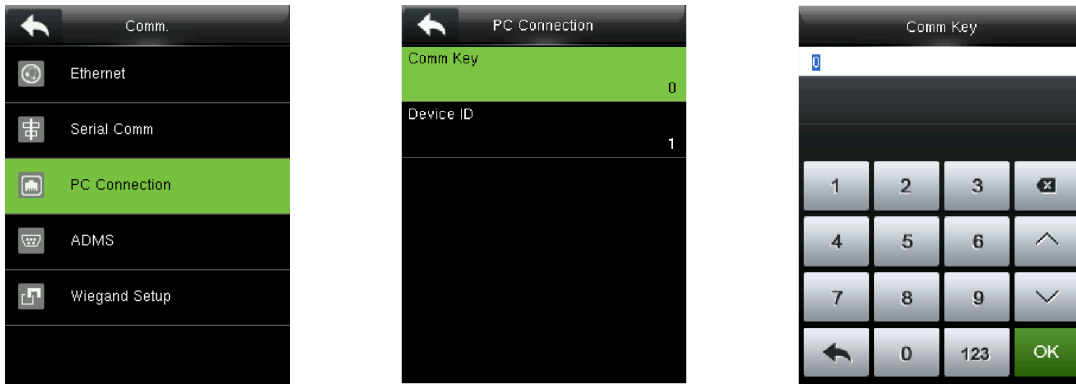 Comm.
Ethernet
Serial Comm
PC Connection
ADMS
Wiegand Setup
PC Connection
Comm Key
0
Device ID
1
Comm Key
0
1 2 3
4 5 6
7 8 9
0 123 OK